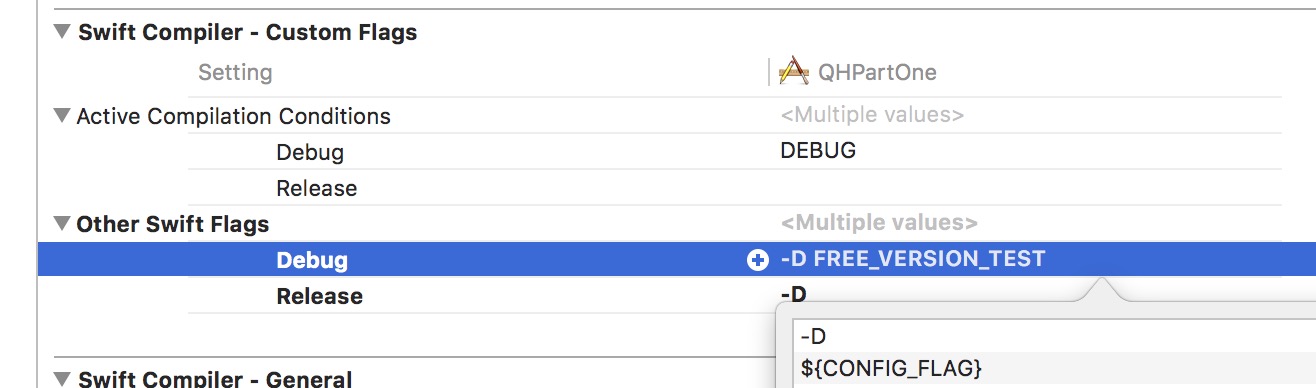 Swift Compiler - Custom Flags
Setting QHPartOne
Active Compilation Conditions <Multiple values>
Debug DEBUG
Release
Other Swift Flags <Multiple values>
Debug -D FREE_VERSION_TEST
Release -D
-D
${CONFIG_FLAG}
Swift Compiler - General